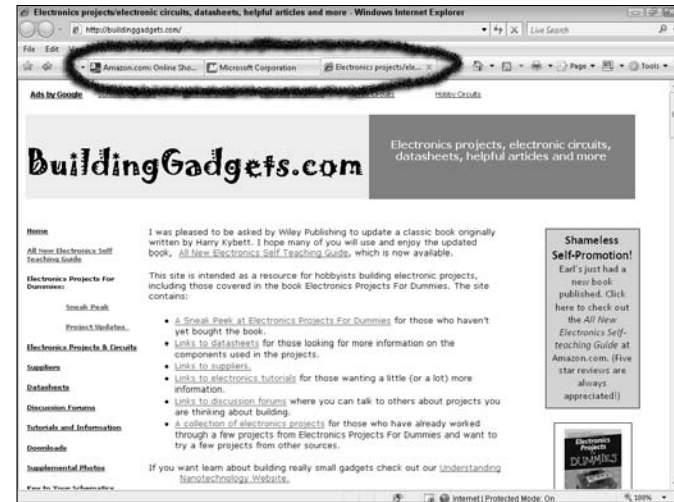 Electronics projects/electronic circuits, datasheets, helpful articles and more - Windows Internet Explorer
http://buildinggadgets.com/
Live Search
File Edit
Amazon.com: Online Sho...
Microsoft Corporation
Electronics projects/ele...
Page
Tools
Ads by Google
Hobby Circuits
BuildingGadgets.com
Electronics projects, electronic circuits,
datasheets, helpful articles and more
Home
All New Electronics Self
Teaching Guide
Electronics Projects For
Dummies:
Sneak Peak
Project Updates
Electronics Projects & Circuits
Suppliers
Datasheets
Discussion Forums
Tutorials and Information
Downloads
Supplemental Photos
Key to Your Schematics
I was pleased to be asked by Wiley Publishing to update a classic book originally
written by Harry Kybett. I hope many of you will use and enjoy the updated
book, All New Electronics Self Teaching Guide, which is now available.
This site is intended as a resource for hobbyists building electronic projects,
including those covered in the book Electronics Projects For Dummies. The site
contains:
• A Sneak Peek at Electronics Projects For Dummies for those who haven't
yet bought the book.
• Links to datasheets for those looking for more information on the
components used in the projects.
• Links to suppliers.
• Links to electronics tutorials for those wanting a little (or a lot) more
information.
• Links to discussion forums where you can talk to others about projects you
are thinking about building.
• A collection of electronics projects for those who have already worked
through a few projects from Electronics Projects For Dummies and want to
try a few projects from other sources.
If you want learn about building really small gadgets check out our Understanding
Nanotechnology Website.
Shameless
Self-Promotion!
Earl's just had a
new book
published. Click
here to check out
the All New
Electronics Self-
teaching Guide at
Amazon.com. (Five
star reviews are
always
appreciated!)
Electronics
Projects
DUMMIES
Internet | Protected Mode: On
100%